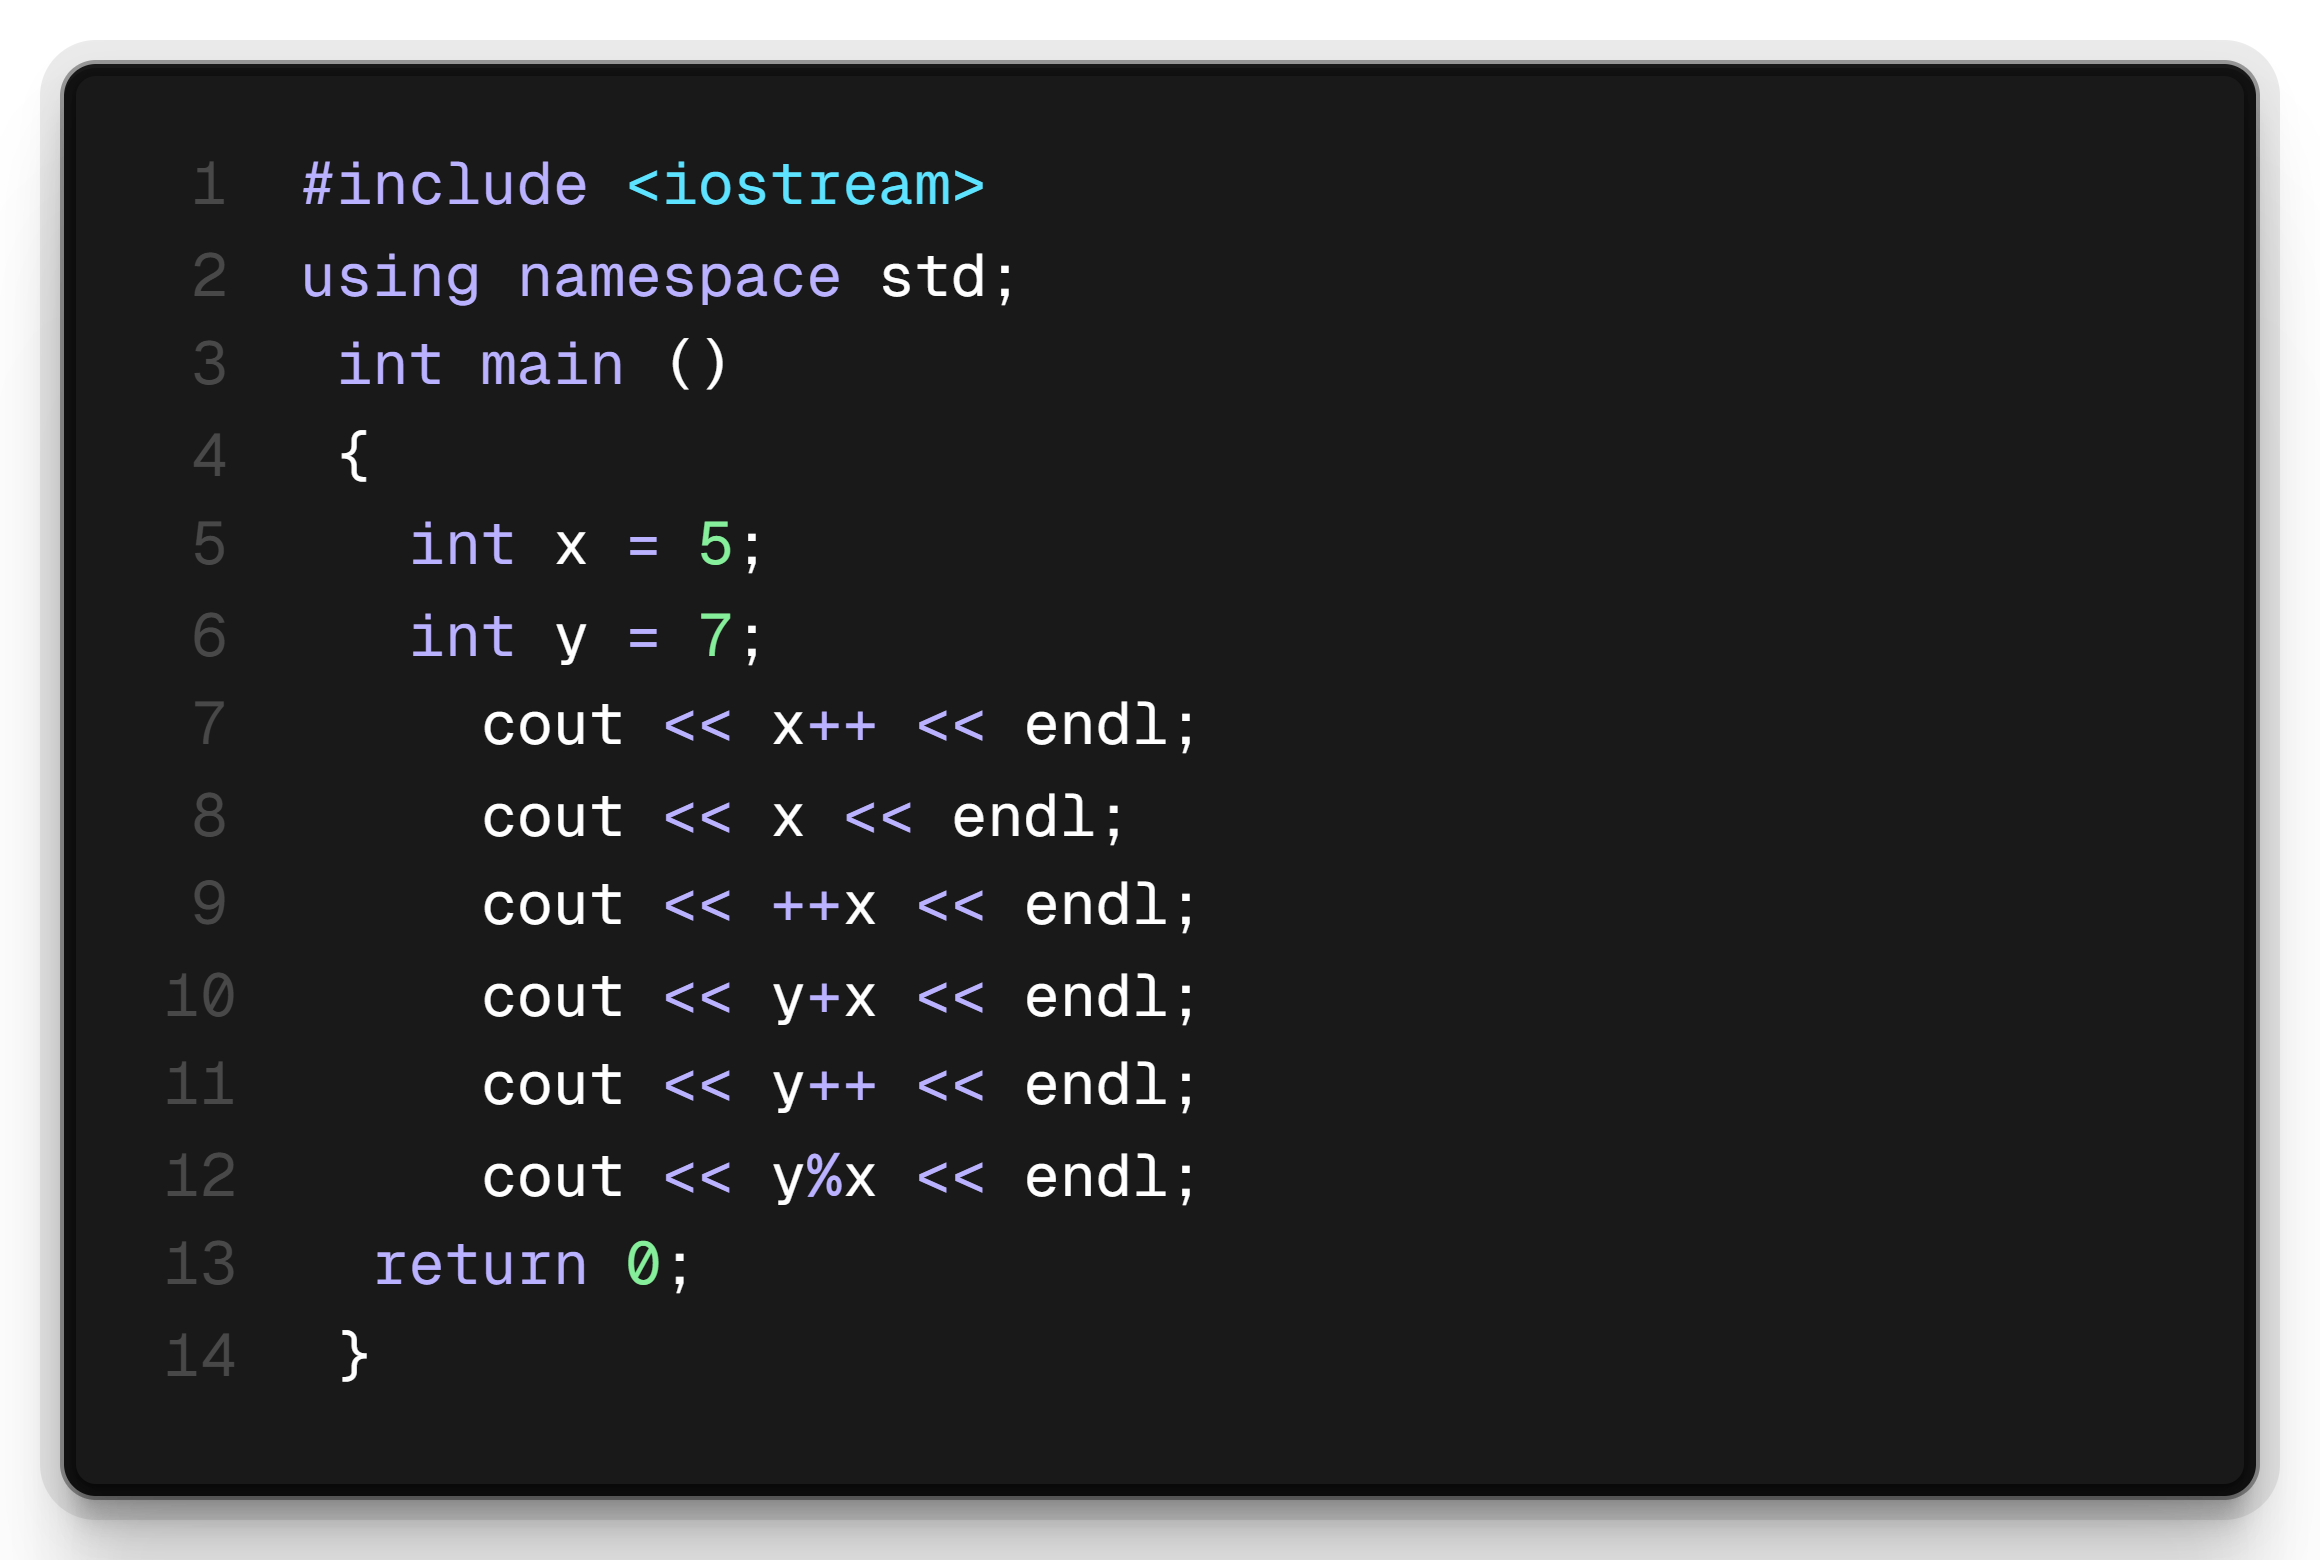 1 #include <iostream>
2 using namespace std;
3 int main ()
4 {
5 int x = 5;
6 int y = 7;
7 cout << x++ << endl;
8 cout << x << endl;
9 cout << ++x << endl;
10 cout << y+x << endl;
11 cout << y++ << endl;
12 cout << y%x << endl;
13 return 0;
14 }